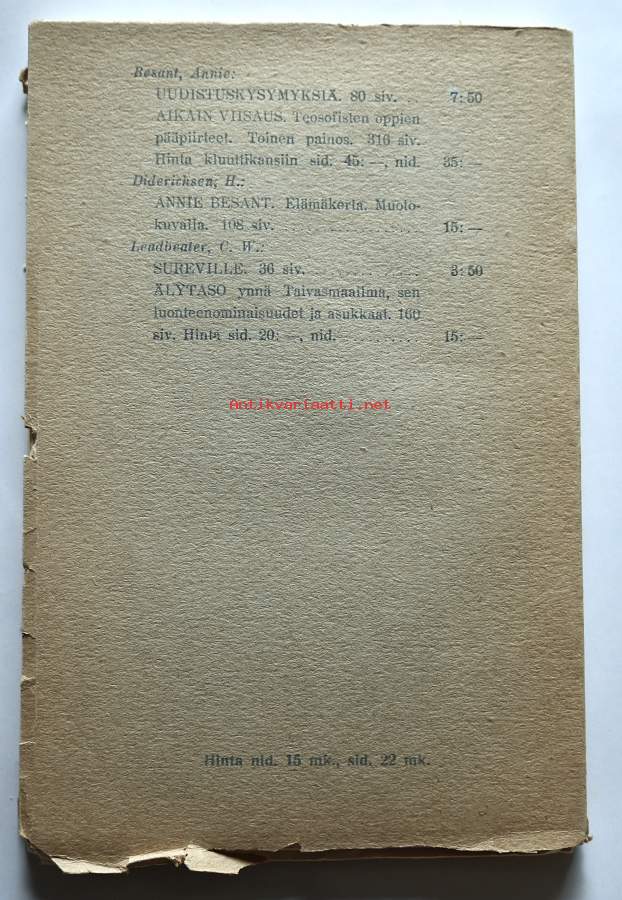 Besant, Annie:
UUDISTUSKYSYMYKSIÄ. 80 siv. .. 7:50
AIKAIN VIISAUS. Teosofisten oppien
pääpiirteet. Toinen painos. 316 siv.
Hinta kluuttikansiin sid. 45: —, nid. 35: —
Diderichsen, H.:
ANNIE BESANT. Elämäkerta. Muoto-
kuvalla. 108 siv. .............. 15: —
Leadbeater, C. W.:
SUREVILLE. 36 siv. .............. 3:50
ÄLYTASO ynnä Taivasmaailma, sen
luonteenominaisuudet ja asukkaat. 160
siv. Hinta sid. 20: —, nid. .......... 15: —
Antikvariaatti.net
Hinta nid. 15 mk., sid. 22 mk.